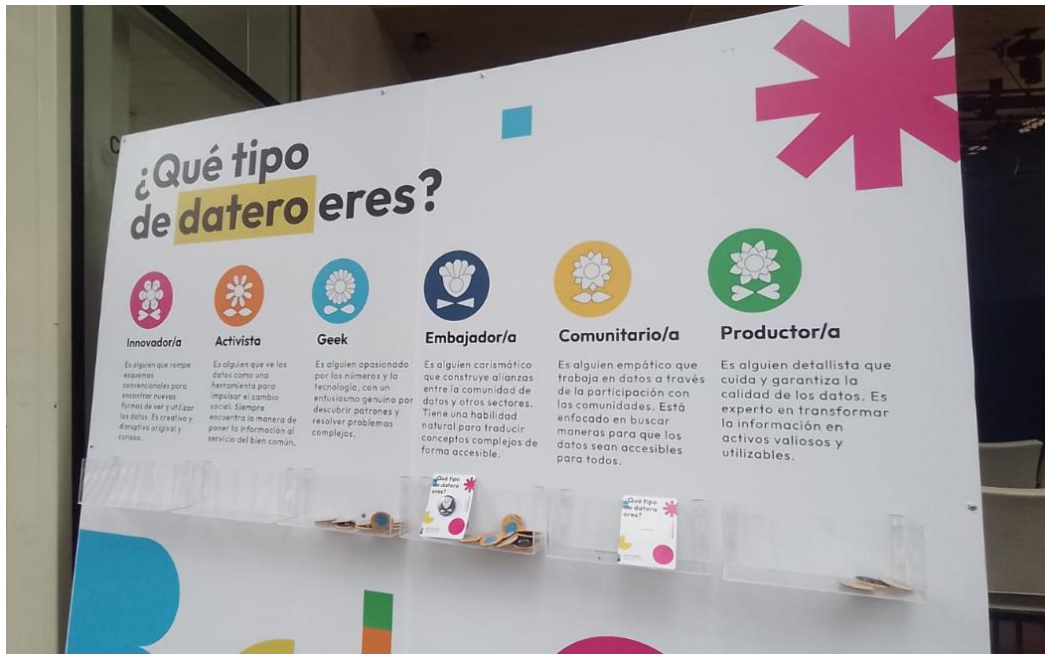 ¿Qué tipo
de datero eres?
Innovador/a
Es alguien que rompe
esquemas
convencionales para
encontrar nuevas
formas de ver y utilizar
los datos. Es creativo y
disruptivo original y
curioso.
Activista
Es alguien que ve los
datos como una
herramienta para
impulsar el cambio
social. Siempre
encuentra la manera de
poner la información al
servicio del bien común.
Geek
Es alguien apasionado
por los números y la
tecnología, con un
entusiasmo genuino por
descubrir patrones y
resolver problemas
complejos.
Embajador/a
Es alguien carismático
que construye alianzas
entre la comunidad de
datos y otros sectores.
Tiene una habilidad
natural para traducir
conceptos complejos de
forma accesible.
Comunitario/a
Es alguien empático que
trabaja en datos a través
de la participación con
las comunidades. Está
enfocado en buscar
maneras para que los
datos sean accesibles
para todos.
Productor/a
Es alguien detallista que
cuida y garantiza la
calidad de los datos. Es
experto en transformar
la información en
activos valiosos y
utilizables.
¿Qué tipo
de datero
eres?
¿Qué tipo
de datero
eres?